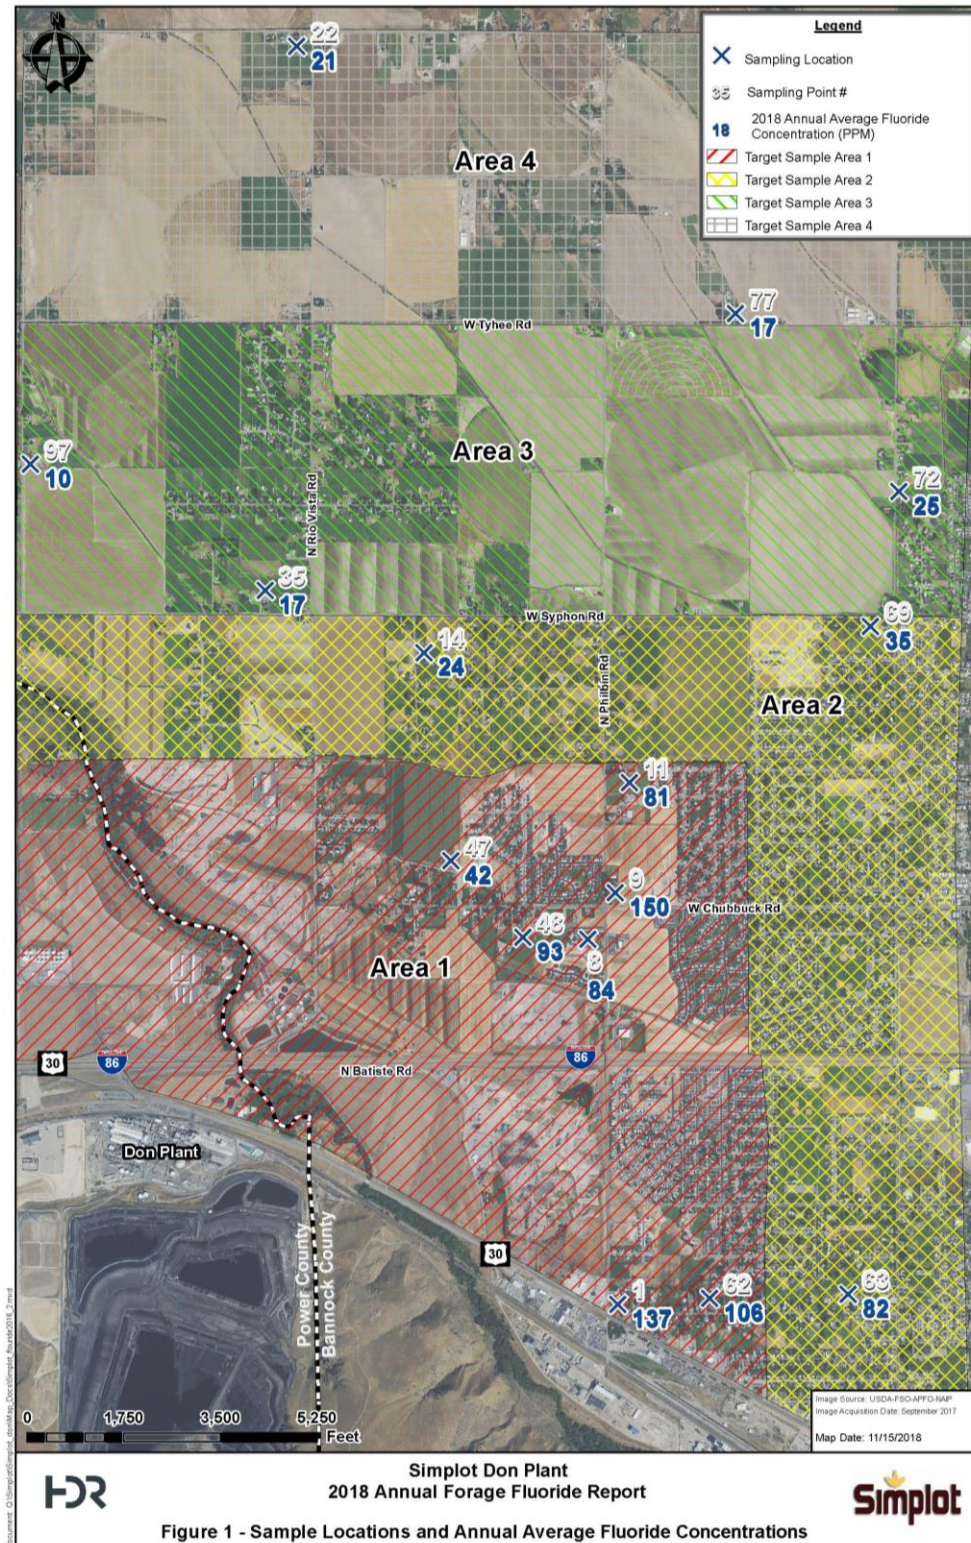 N
Legend
Sampling Location
35 Sampling Point #
18 2018 Annual Average Fluoride
Concentration (PPM)
Target Sample Area 1
Target Sample Area 2
Target Sample Area 3
Target Sample Area 4
22
21
Area 4
77
17
W Tyhee Rd
97
10
Area 3
N Rio Vista Rd
72
25
35
17
W Syphon Rd
69
35
14
24
N Philbin Rd
Area 2
11
81
47
42
9
150
W Chubbuck Rd
48
93
8
84
Area 1
30
86
86
N Batiste Rd
Don Plant
30
Power County
Bannock County
1
137
62
106
63
82
0 1,750 3,500 5,250
Feet
Image Source: USDA-FSO-APFO-NAIP
Image Acquisition Date: September 2017
Map Date: 11/15/2018
HDR
Simplot Don Plant
2018 Annual Forage Fluoride Report
Figure 1 - Sample Locations and Annual Average Fluoride Concentrations
Simplot